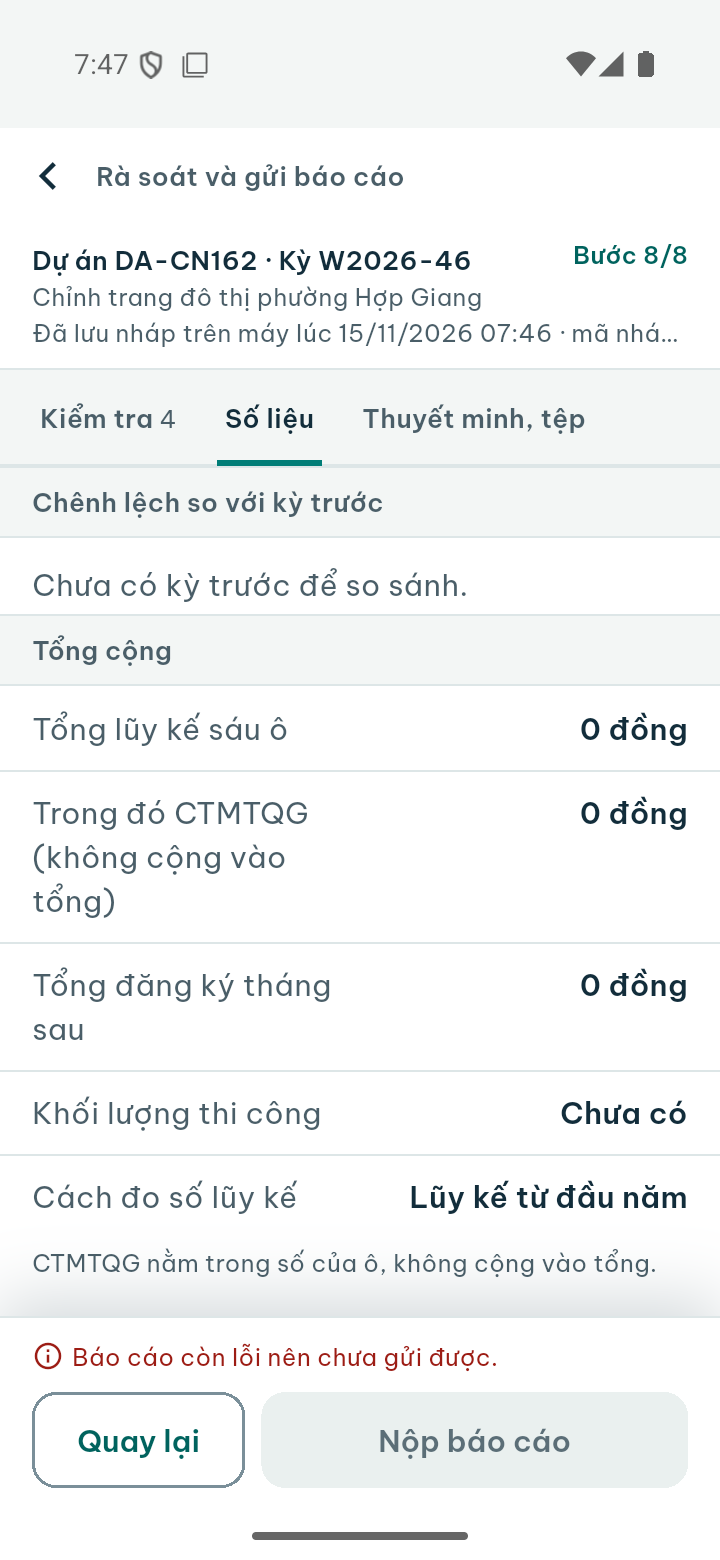 7:47
Rà soát và gửi báo cáo
Dự án DA-CN162 · Kỳ W2026-46
Bước 8/8
Chỉnh trang đô thị phường Hợp Giang
Đã lưu nháp trên máy lúc 15/11/2026 07:46 · mã nhá...
Kiểm tra 4
Số liệu
Thuyết minh, tệp
Chênh lệch so với kỳ trước
Chưa có kỳ trước để so sánh.
Tổng cộng
Tổng lũy kế sáu ô
0 đồng
Trong đó CTMTQG
0 đồng
(không cộng vào
tổng)
Tổng đăng ký tháng
0 đồng
sau
Khối lượng thi công
Chưa có
Cách đo số lũy kế
Lũy kế từ đầu năm
CTMTQG nằm trong số của ô, không cộng vào tổng.
Báo cáo còn lỗi nên chưa gửi được.
Quay lại
Nộp báo cáo